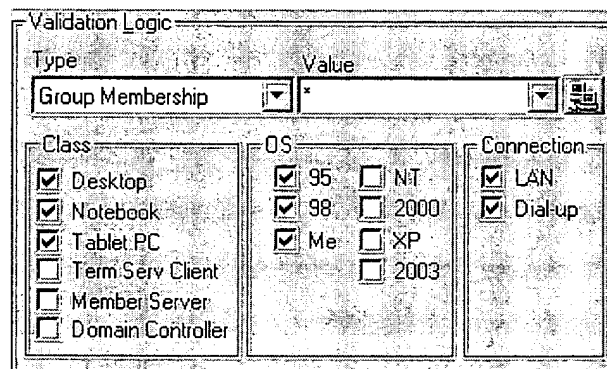 Validation Logic
Type
Value
Group Membership
*
Class
Desktop
Notebook
Tablet PC
Term Serv Client
Member Server
Domain Controller
OS
95
NT
98
2000
Me
XP
2003
Connection
LAN
Dial-up